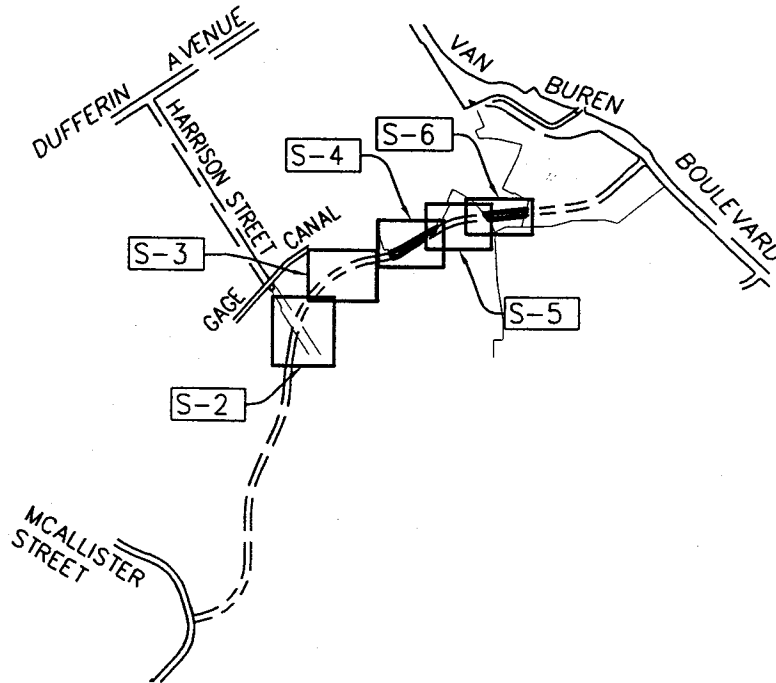 DUFFERIN AVENUE
HARRISON STREET
VAN BUREN BOULEVARD
S-6
S-4
S-3
GAGE CANAL
S-5
S-2
MCALLISTER
STREET